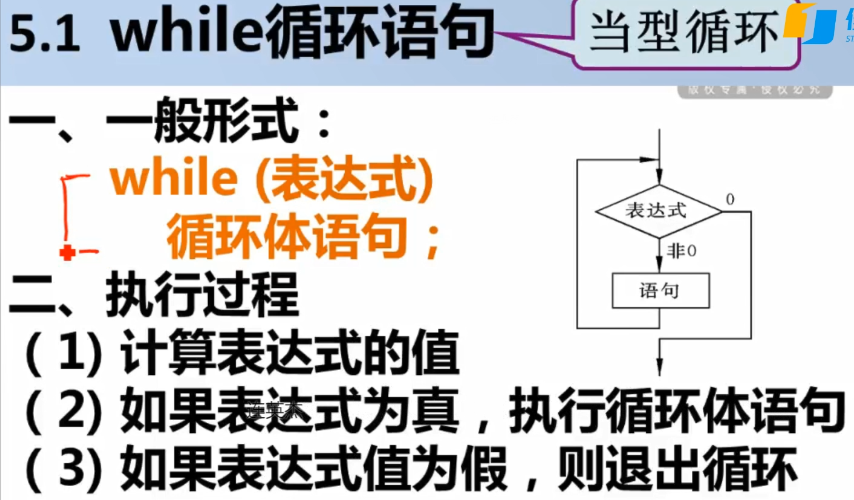 5.1 while循环语句
当型循环
版权专属·侵权必究
一、一般形式：
while (表达式)
循环体语句；
表达式
0
非0
语句
二、执行过程
（1）计算表达式的值
（2）如果表达式为真，执行循环体语句
（3）如果表达式值为假，则退出循环